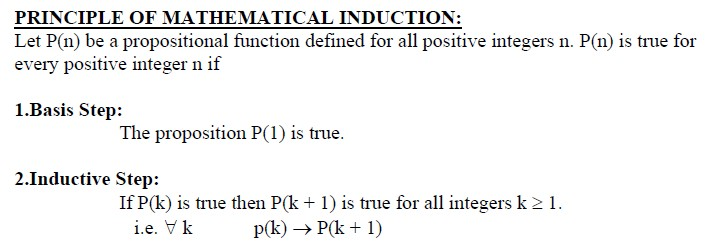 PRINCIPLE OF MATHEMATICAL INDUCTION:
Let P(n) be a propositional function defined for all positive integers n. P(n) is true for
every positive integer n if
1.Basis Step:
The proposition P(1) is true.
2.Inductive Step:
If P(k) is true then P(k + 1) is true for all integers k ≥ 1.
i.e. ∀ k p(k) → P(k + 1)